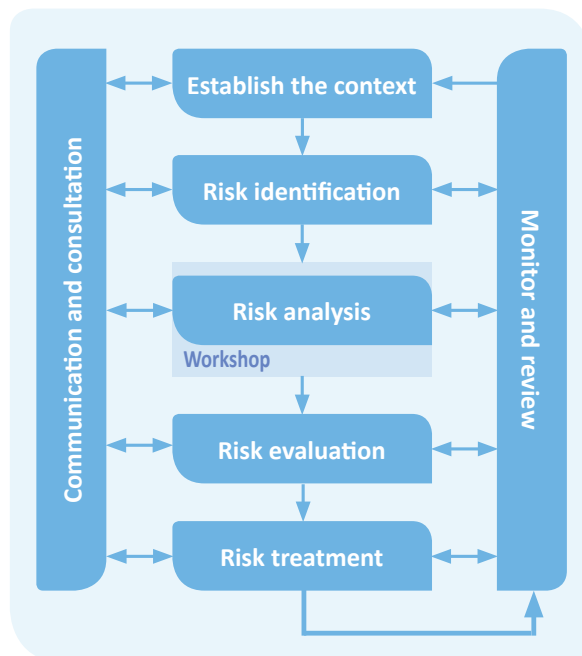 Communication and consultation
Establish the context
Risk identification
Risk analysis
Workshop
Risk evaluation
Risk treatment
Monitor and review